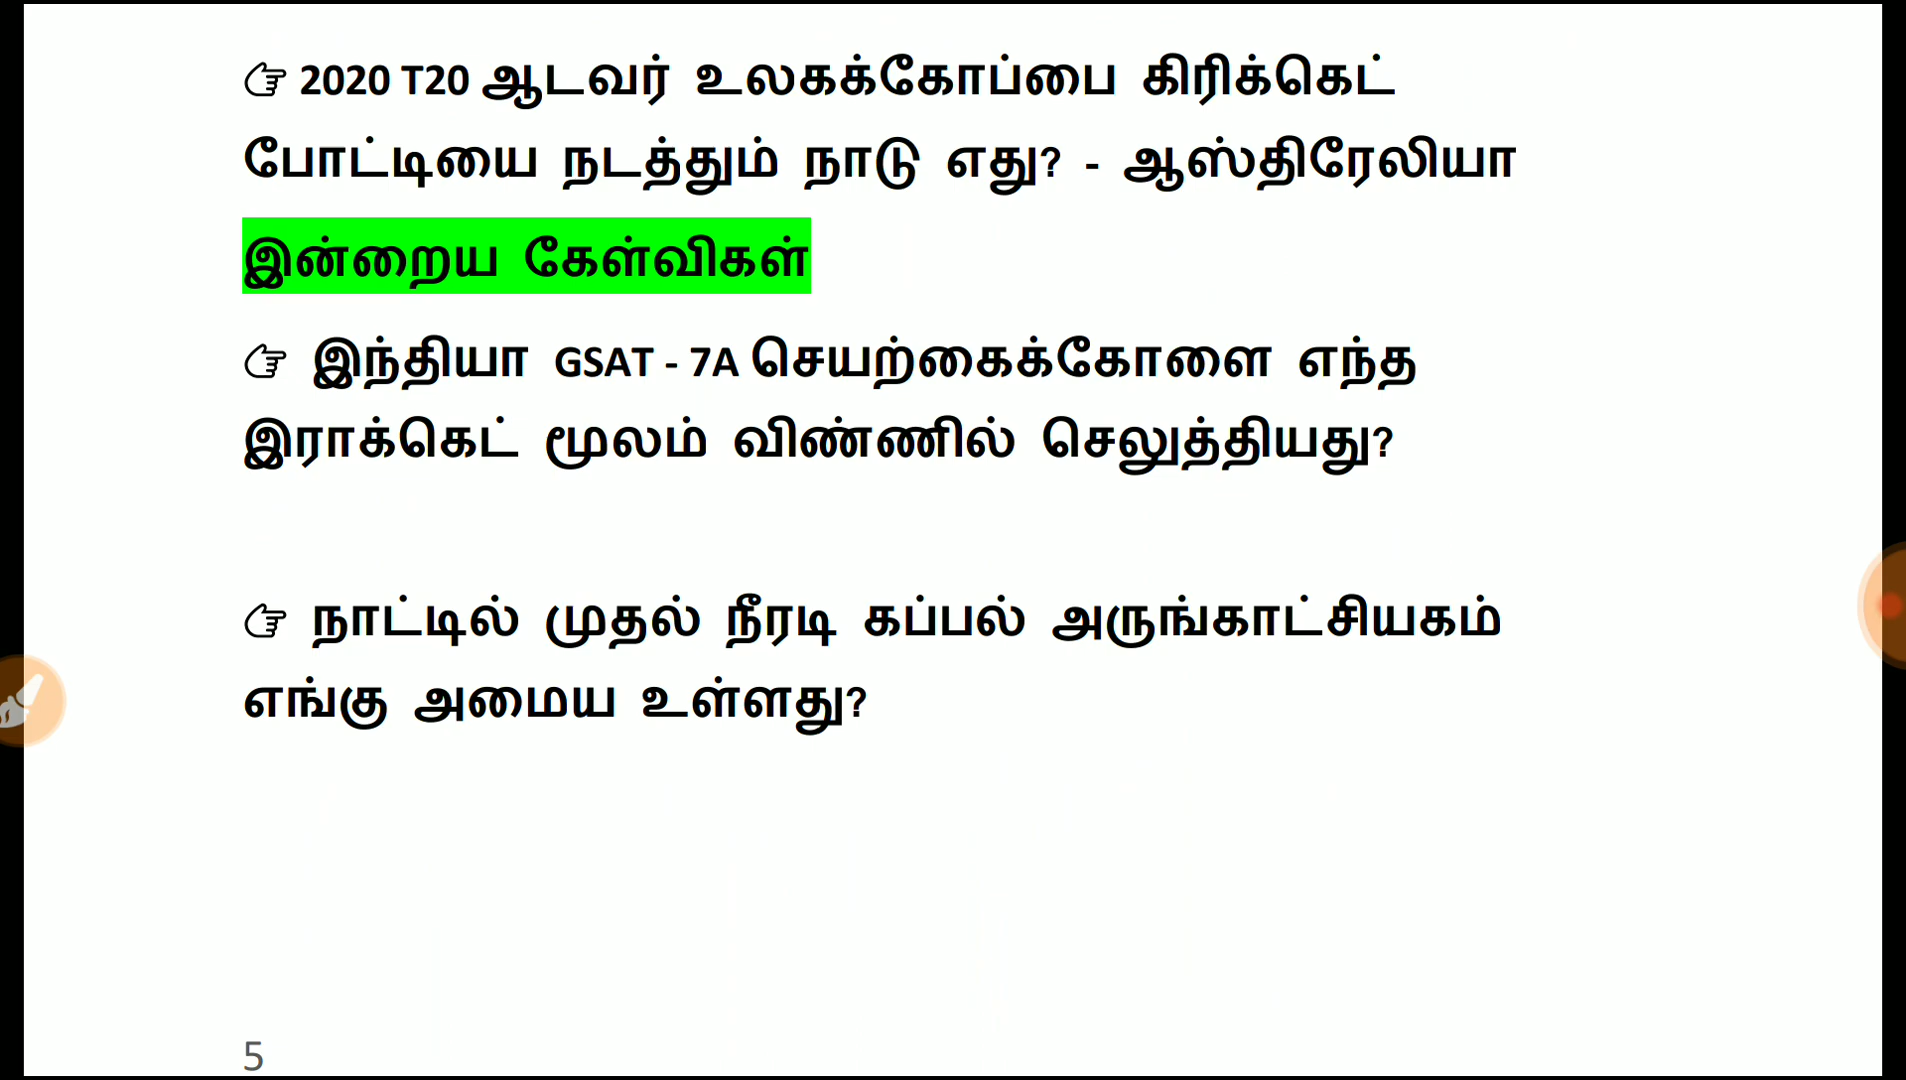 👉 2020 T20 ஆடவர் உலகக்கோப்பை கிரிக்கெட்
போட்டியை நடத்தும் நாடு எது? - ஆஸ்திரேலியா
இன்றைய கேள்விகள்
👉 இந்தியா GSAT - 7A செயற்கைக்கோளை எந்த
இராக்கெட் மூலம் விண்ணில் செலுத்தியது?
👉 நாட்டில் முதல் நீரடி கப்பல் அருங்காட்சியகம்
எங்கு அமைய உள்ளது?
5